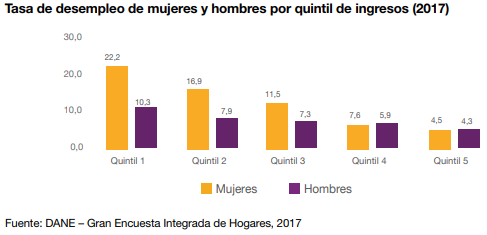 Tasa de desempleo de mujeres y hombres por quintil de ingresos (2017)
30,0
20,0
10,0
0,0
22,2
10,3
16,9
7,9
11,5
7,3
7,6
5,9
4,5
4,3
Quintil 1
Quintil 2
Quintil 3
Quintil 4
Quintil 5
Mujeres
Hombres
Fuente: DANE – Gran Encuesta Integrada de Hogares, 2017